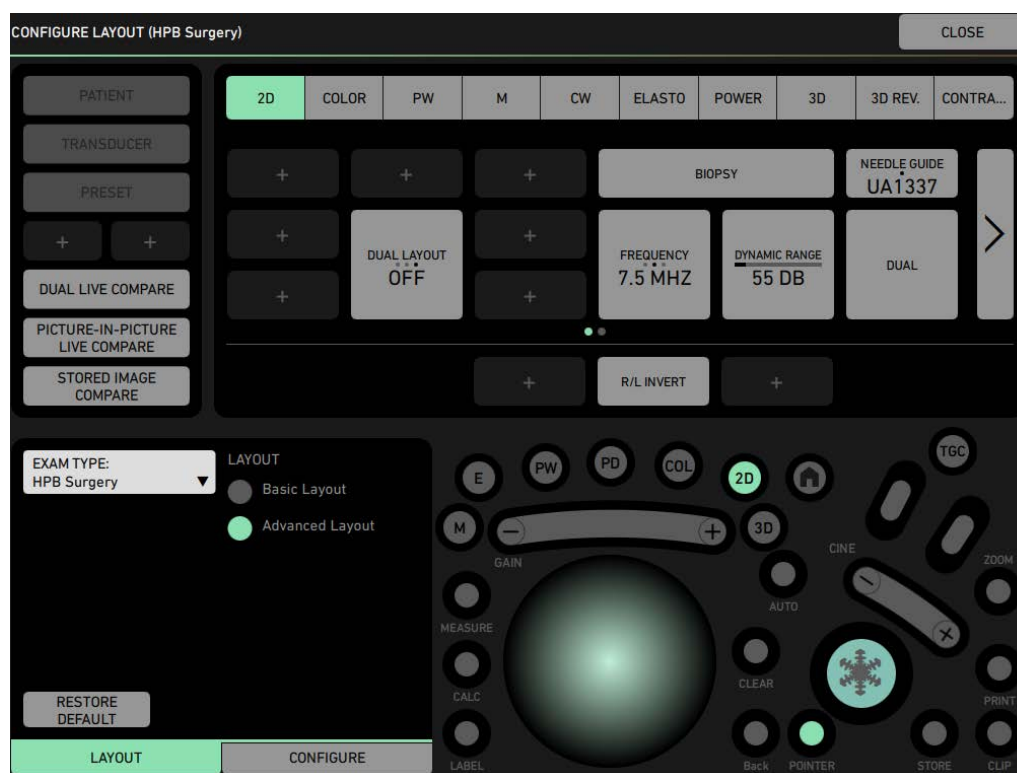 CONFIGURE LAYOUT (HPB Surgery)
CLOSE
PATIENT
TRANSDUCER
PRESET
+ +
DUAL LIVE COMPARE
PICTURE-IN-PICTURE
LIVE COMPARE
STORED IMAGE
COMPARE
2D COLOR PW M CW ELASTO POWER 3D 3D REV. CONTRA...
+ + + BIOPSY NEEDLE GUIDE
UA1337
+ +
DUAL LAYOUT
OFF
FREQUENCY
7.5 MHZ
DYNAMIC RANGE
55 DB
DUAL
+ +
+ R/L INVERT +
EXAM TYPE:
HPB Surgery
LAYOUT
Basic Layout
Advanced Layout
RESTORE
DEFAULT
LAYOUT CONFIGURE
M E PW PD COL 2D 3D
TGC
GAIN
CINE
ZOOM
AUTO
MEASURE
CLEAR
CALC
PRINT
LABEL
Back
POINTER
STORE
CLIP